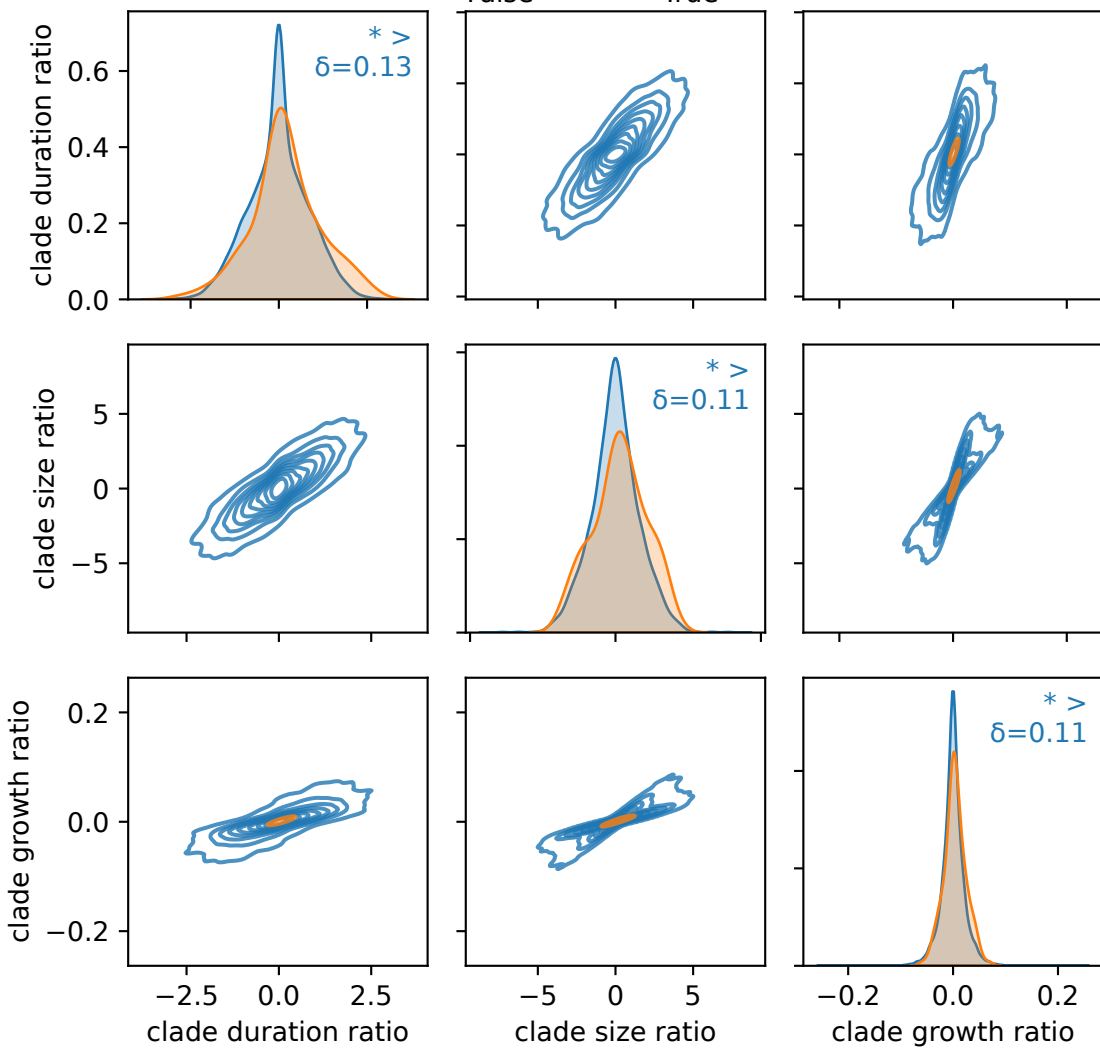 True
clade duration ratio
0.6
0.4
0.2
0.0
* >
δ=0.13
clade size ratio
5
0
−5
* >
δ=0.11
clade growth ratio
0.2
0.0
−0.2
* >
δ=0.11
−2.5 0.0 2.5
−5 0 5
−0.2 0.0 0.2
clade duration ratio
clade size ratio
clade growth ratio